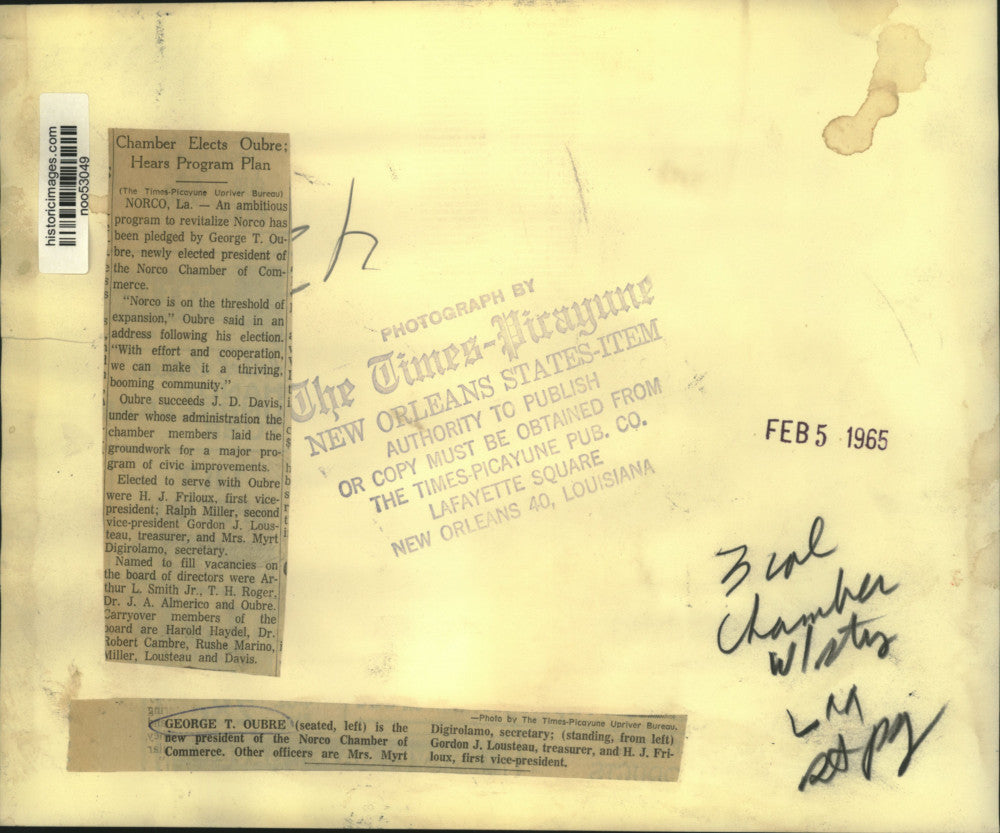 historicimages.com
noo53049
Chamber Elects Oubre;
Hears Program Plan
(The Times-Picayune Upriver Bureau)
NORCO, La. — An ambitious
program to revitalize Norco has
been pledged by George T. Ou-
bre, newly elected president of
the Norco Chamber of Com-
merce.
"Norco is on the threshold of
expansion," Oubre said in an
address following his election.
"With effort and cooperation,
we can make it a thriving,
booming community."
Oubre succeeds J. D. Davis,
under whose administration the
chamber members laid the
groundwork for a major pro-
gram of civic improvements.
Elected to serve with Oubre
were H. J. Friloux, first vice-
president; Ralph Miller, second
vice-president Gordon J. Lous-
teau, treasurer, and Mrs. Myrt
Digirolamo, secretary.
Named to fill vacancies on
the board of directors were Ar-
thur L. Smith Jr., T. H. Roger,
Dr. J. A. Almerico and Oubre.
Carryover members of the
board are Harold Haydel, Dr.
Robert Cambre, Rushe Marino,
Miller, Lousteau and Davis.
PHOTOGRAPH BY
The Times-Picayune
NEW ORLEANS STATES-ITEM
AUTHORITY TO PUBLISH
OR COPY MUST BE OBTAINED FROM
THE TIMES-PICAYUNE PUB. CO.
LAFAYETTE SQUARE
NEW ORLEANS 40, LOUISIANA
FEB 5 1965
3 col
Chamber
w/sty
st pg
GEORGE T. OUBRE (seated, left) is the
new president of the Norco Chamber of
Commerce. Other officers are Mrs. Myrt
—Photo by The Times-Picayune Upriver Bureau.
Digirolamo, secretary; (standing, from left)
Gordon J. Lousteau, treasurer, and H. J. Fri-
loux, first vice-president.